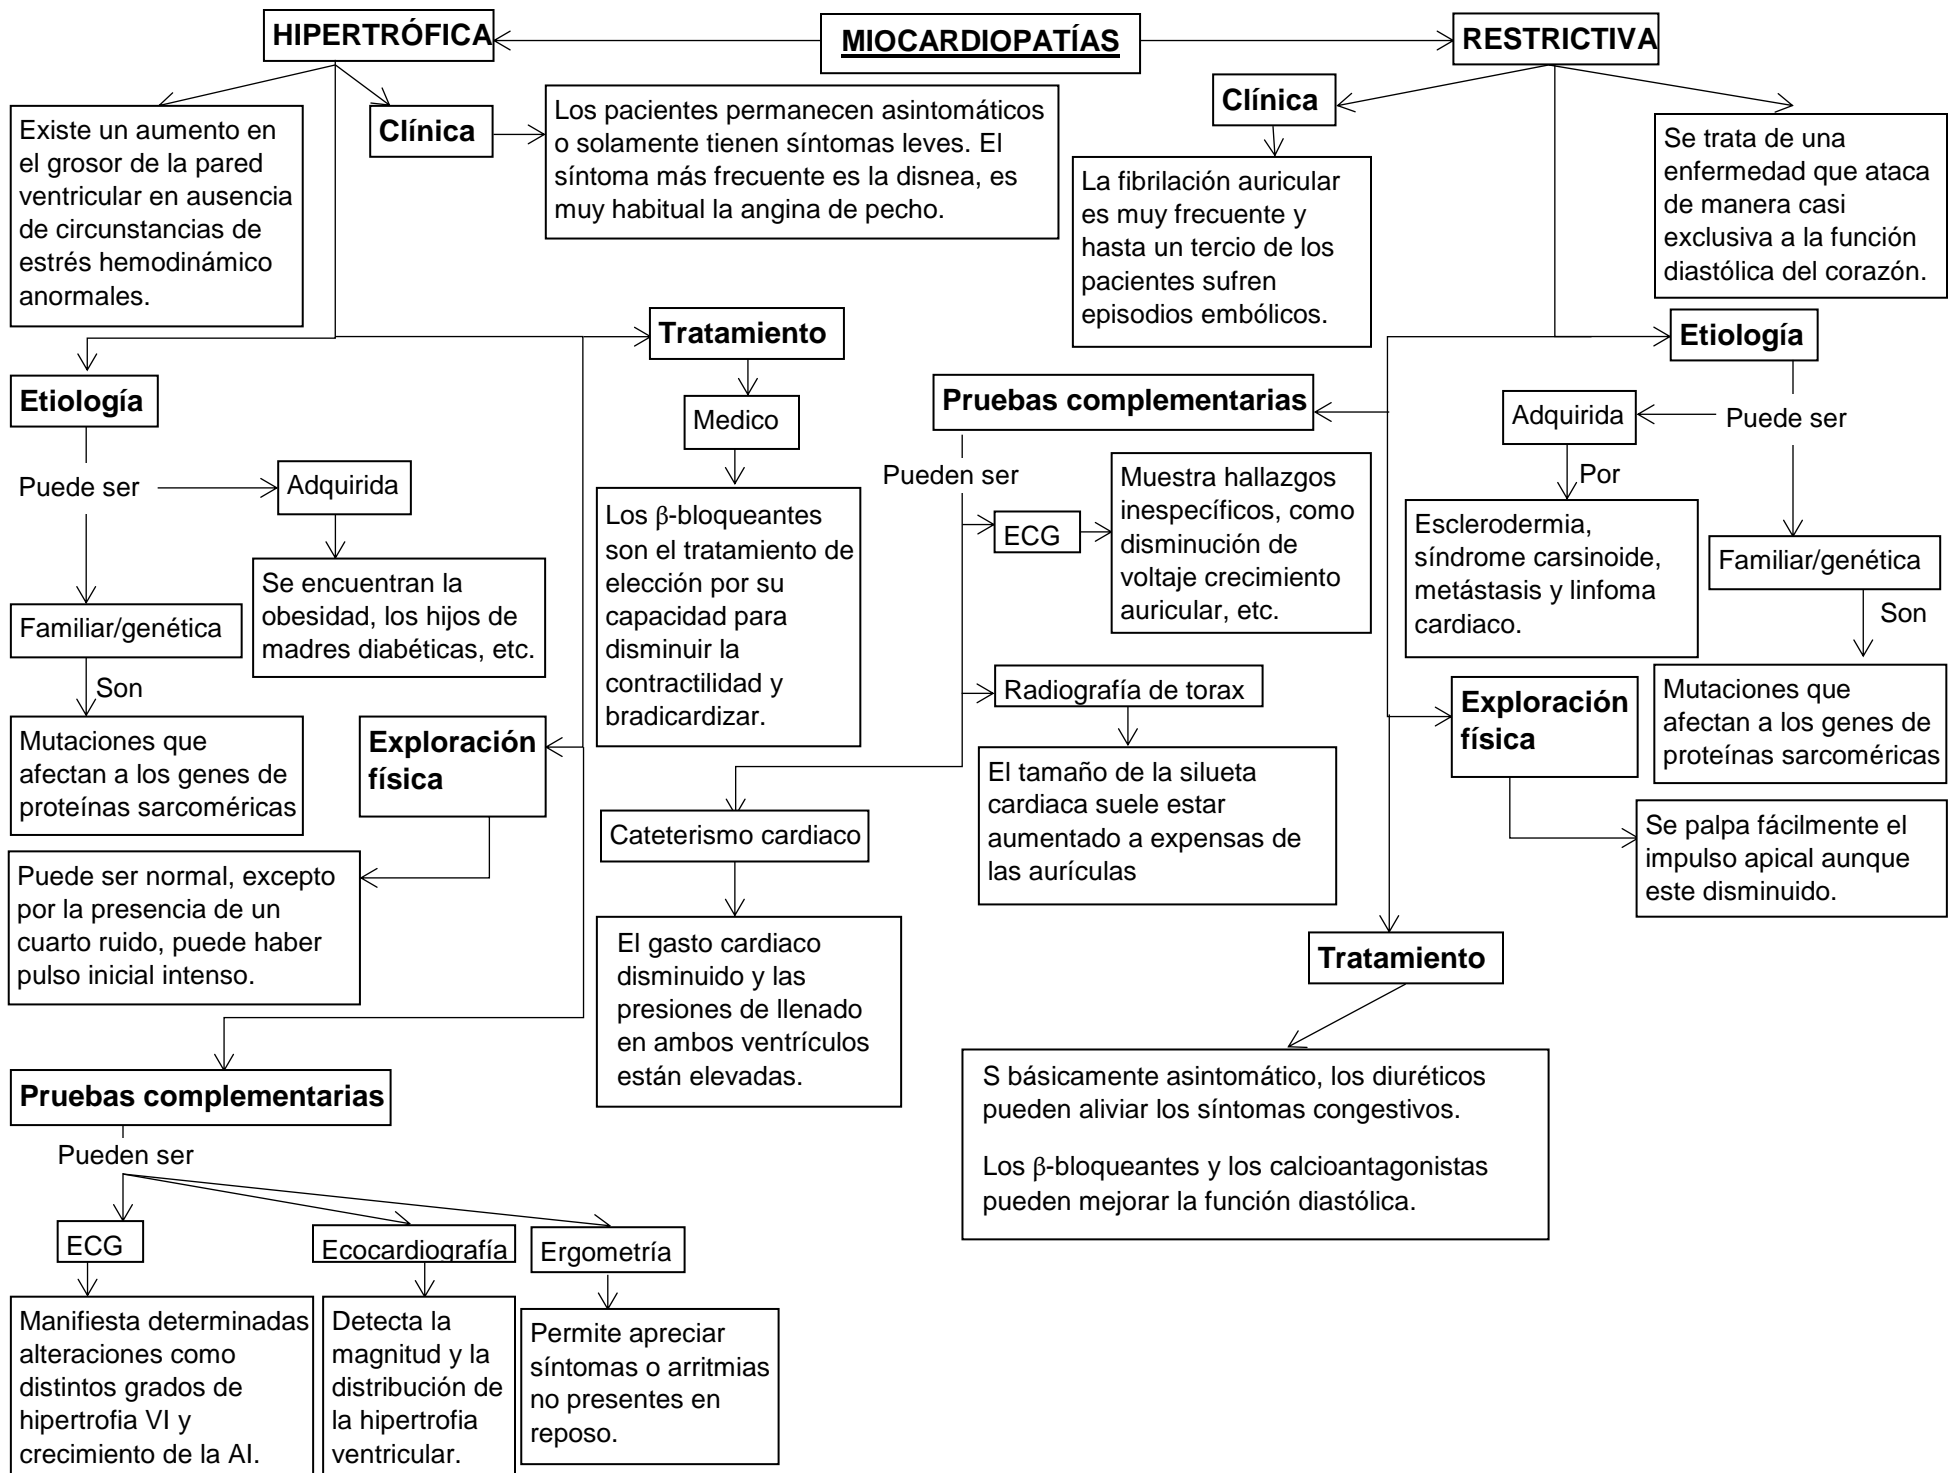 MIOCARDIOPATÍAS
HIPERTRÓFICA
Existe un aumento en
el grosor de la pared
ventricular en ausencia
de circunstancias de
estrés hemodinámico
anormales.
Clínica
Los pacientes permanecen asintomáticos
o solamente tienen síntomas leves. El
síntoma más frecuente es la disnea, es
muy habitual la angina de pecho.
Etiología
Puede ser
Adquirida
Se encuentran la
obesidad, los hijos de
madres diabéticas, etc.
Familiar/genética
Son
Mutaciones que
afectan a los genes de
proteínas sarcoméricas
Tratamiento
Medico
Los β-bloqueantes
son el tratamiento de
elección por su
capacidad para
disminuir la
contractilidad y
bradicardizar.
Exploración
física
Puede ser normal, excepto
por la presencia de un
cuarto ruido, puede haber
pulso inicial intenso.
Pruebas complementarias
Pueden ser
ECG
Manifiesta determinadas
alteraciones como
distintos grados de
hipertrofia VI y
crecimiento de la AI.
Ecocardiografía
Detecta la
magnitud y la
distribución de
la hipertrofia
ventricular.
Ergometría
Permite apreciar
síntomas o arritmias
no presentes en
reposo.
RESTRICTIVA
Clínica
La fibrilación auricular
es muy frecuente y
hasta un tercio de los
pacientes sufren
episodios embólicos.
Se trata de una
enfermedad que ataca
de manera casi
exclusiva a la función
diastólica del corazón.
Etiología
Puede ser
Adquirida
Por
Esclerodermia,
síndrome carsinoide,
metástasis y linfoma
cardiaco.
Familiar/genética
Son
Mutaciones que
afectan a los genes de
proteínas sarcoméricas
Pruebas complementarias
Pueden ser
ECG
Muestra hallazgos
inespecíficos, como
disminución de
voltaje crecimiento
auricular, etc.
Radiografía de torax
El tamaño de la silueta
cardiaca suele estar
aumentado a expensas de
las aurículas
Cateterismo cardiaco
El gasto cardiaco
disminuido y las
presiones de llenado
en ambos ventrículos
están elevadas.
Exploración
física
Se palpa fácilmente el
impulso apical aunque
este disminuido.
Tratamiento
S básicamente asintomático, los diuréticos
pueden aliviar los síntomas congestivos.
Los β-bloqueantes y los calcioantagonistas
pueden mejorar la función diastólica.